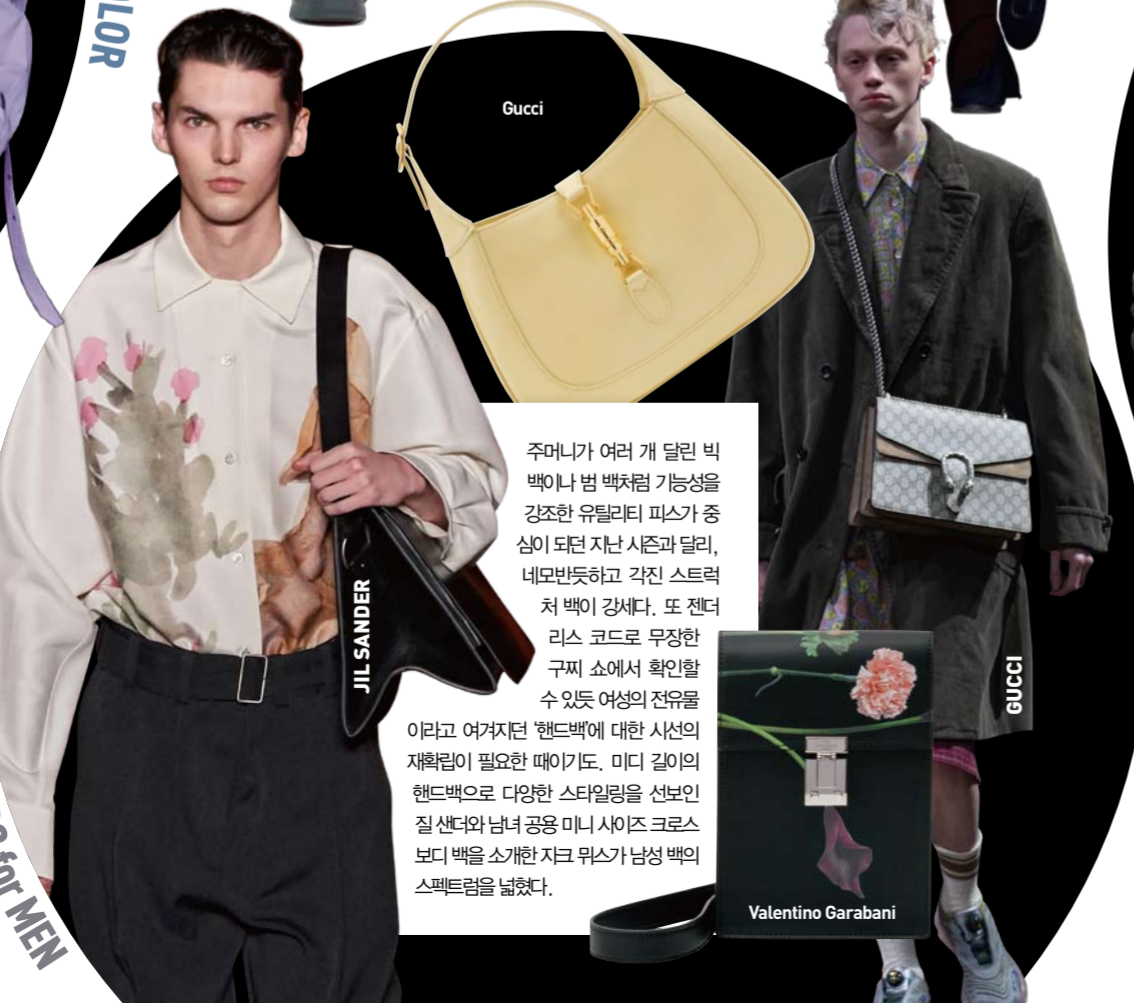 LOR
Gucci
주머니가 여러 개 달린 빅
백이나 범 백처럼 기능성을
강조한 유틸리티 피스가 중
심이 되던 지난 시즌과 달리,
네모반듯하고 각진 스트럭
처 백이 강세다. 또 젠더
리스 코드로 무장한
구찌 쇼에서 확인할
수 있듯 여성의 전유물
이라고 여겨지던 ‘핸드백’에 대한 시선의
재확립이 필요한 때이기도. 미디 길이의
핸드백으로 다양한 스타일링을 선보인
질 샌더와 남녀 공용 미니 사이즈 크로스
보디 백을 소개한 자크 뮈스가 남성 백의
스펙트럼을 넓혔다.
JIL SANDER
GUCCI
Valentino Garabani
for MEN